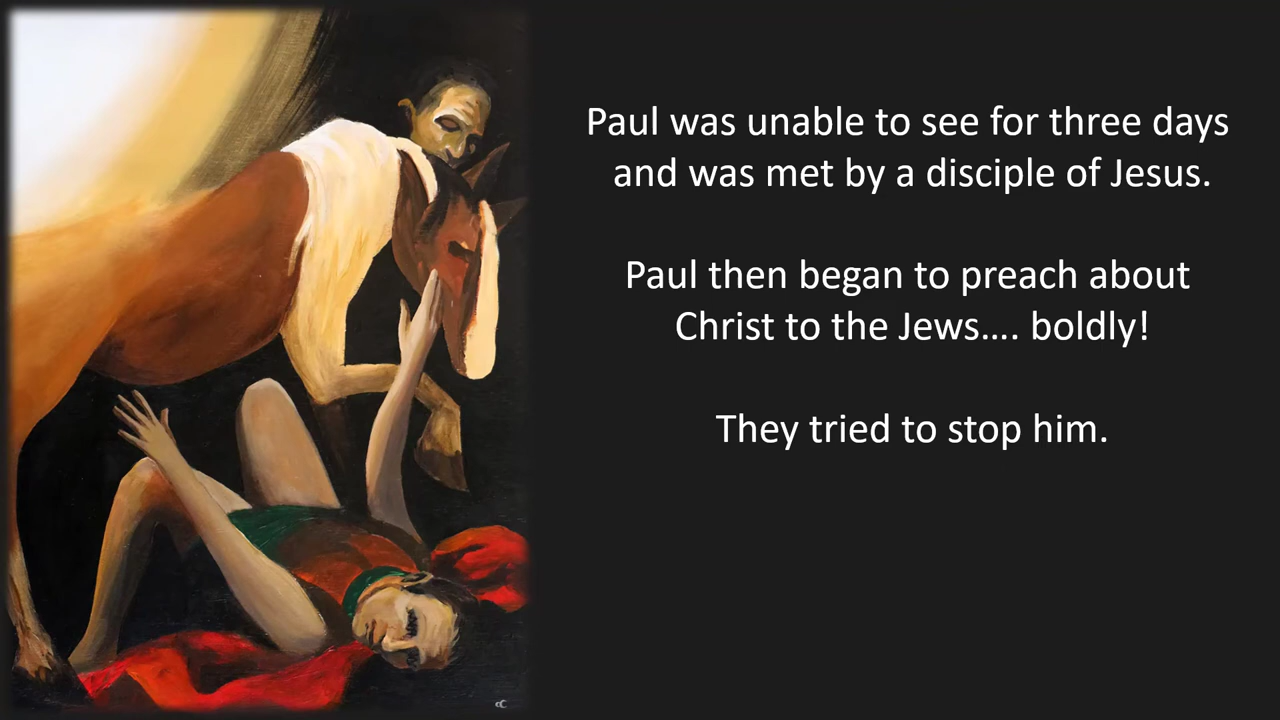 Paul was unable to see for three days
and was met by a disciple of Jesus.
Paul then began to preach about
Christ to the Jews.... boldly!
They tried to stop him.